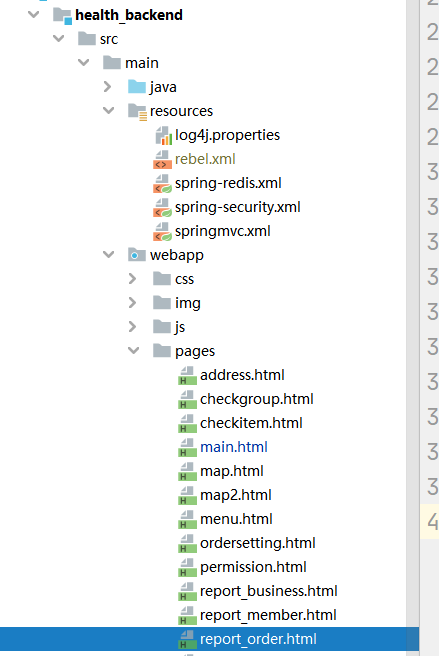 health_backend
src
main
java
resources
log4j.properties
rebel.xml
spring-redis.xml
spring-security.xml
springmvc.xml
webapp
css
img
js
pages
address.html
checkgroup.html
checkitem.html
main.html
map.html
map2.html
menu.html
ordersetting.html
permission.html
report_business.html
report_member.html
report_order.html
2
2
2
2
3
3
3
3
3
3
3
3
3
3
4